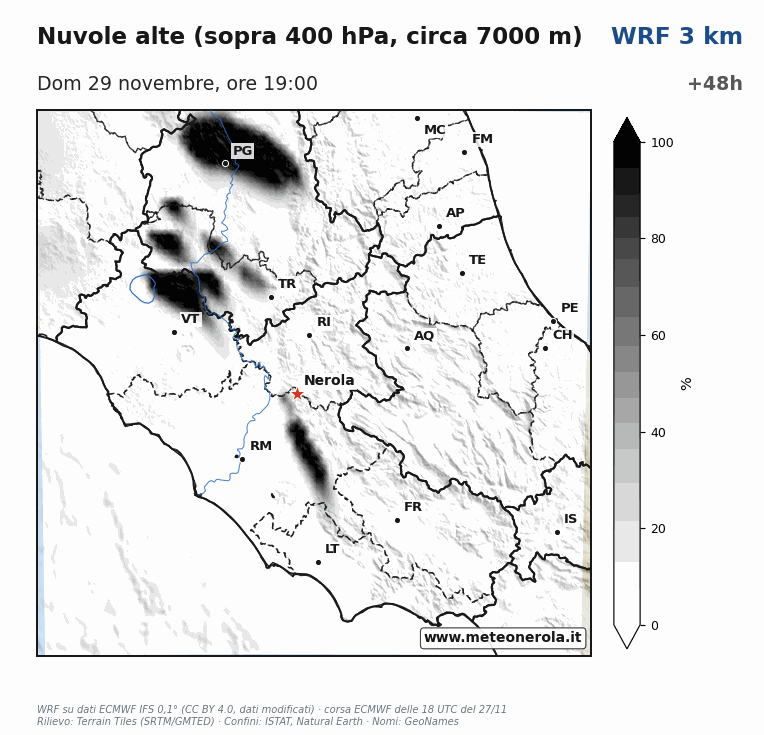 Nuvole alte (sopra 400 hPa, circa 7000 m) WRF 3 km
Dom 29 novembre, ore 19:00 +48h
MC
FM
PG
AP
TE
TR
PE
VT
RI
AQ
CH
Nerola
RM
FR
IS
LT
100
80
60
40
20
0
%
www.meteonerola.it
WRF su dati ECMWF IFS 0,1° (CC BY 4.0, dati modificati) · corsa ECMWF delle 18 UTC del 27/11
Rilievo: Terrain Tiles (SRTM/GMTED) · Confini: ISTAT, Natural Earth · Nomi: GeoNames